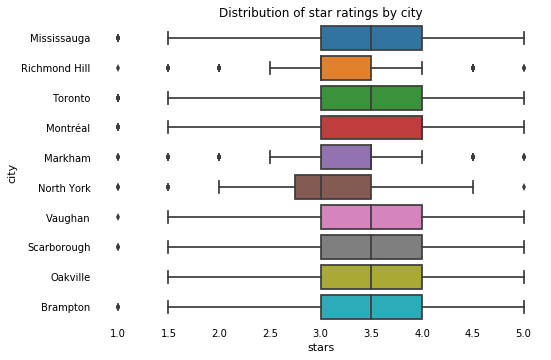 Distribution of star ratings by city
Mississauga
Richmond Hill
Toronto
Montréal
Markham
North York
Vaughan
Scarborough
Oakville
Brampton
city
1.0 1.5 2.0 2.5 3.0 3.5 4.0 4.5 5.0
stars